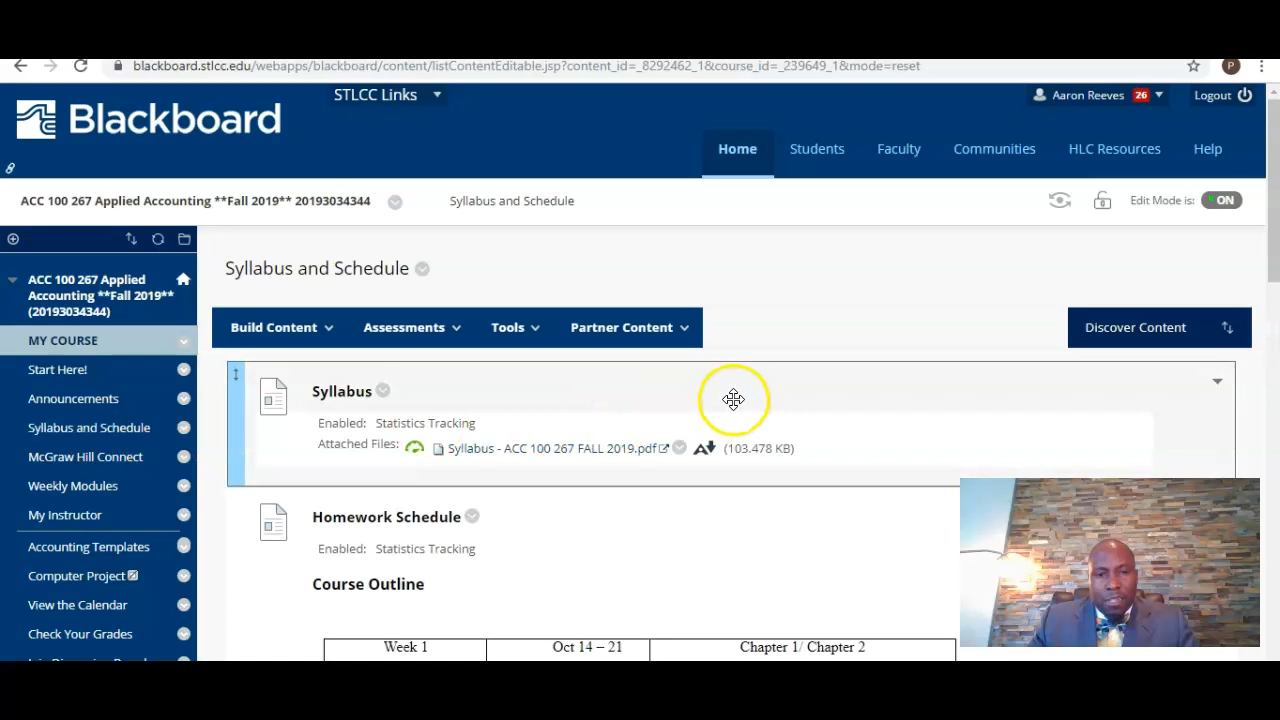 blackboard.stlcc.edu/webapps/blackboard/content/listContentEditable.jsp?content_id=_8292462_1&course_id=_239649_1&mode=reset
P
STLCC Links
Aaron Reeves 26
Logout
Blackboard
Home Students Faculty Communities HLC Resources Help
ACC 100 267 Applied Accounting **Fall 2019** 20193034344
Syllabus and Schedule
Edit Mode is: ON
ACC 100 267 Applied
Accounting **Fall 2019**
(20193034344)
MY COURSE
Start Here!
Announcements
Syllabus and Schedule
McGraw Hill Connect
Weekly Modules
My Instructor
Accounting Templates
Computer Project
View the Calendar
Check Your Grades
Syllabus and Schedule
Build Content Assessments Tools Partner Content
Discover Content
Syllabus
Enabled: Statistics Tracking
Attached Files: Syllabus - ACC 100 267 FALL 2019.pdf (103.478 KB)
Homework Schedule
Enabled: Statistics Tracking
Course Outline
Week 1 Oct 14 – 21 Chapter 1/ Chapter 2